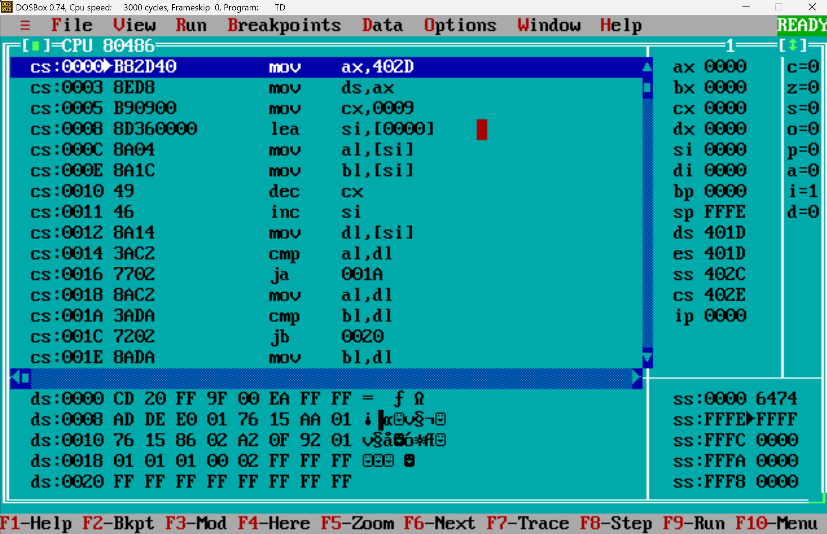 DOSBox 0.74, Cpu speed: 3000 cycles, Frameskip 0, Program: TD
≡ File View Run Breakpoints Data Options Window Help READY
[■]=CPU 80486 1=[↕]
cs:0000►B82D40 mov ax,402D ax 0000 c=0
cs:0003 8ED8 mov ds,ax bx 0000 z=0
cs:0005 B90900 mov cx,0009 cx 0000 s=0
cs:0008 8D360000 lea si,[0000] dx 0000 o=0
cs:000C 8A04 mov al,[si] si 0000 p=0
cs:000E 8A1C mov bl,[si] di 0000 a=0
cs:0010 49 dec cx bp 0000 i=1
cs:0011 46 inc si sp FFFE d=0
cs:0012 8A14 mov dl,[si] ds 401D
cs:0014 3AC2 cmp al,dl es 401D
cs:0016 7702 ja 001A ss 402C
cs:0018 8AC2 mov al,dl cs 402E
cs:001A 3ADA cmp bl,dl ip 0000
cs:001C 7202 jb 0020
cs:001E 8ADA mov bl,dl
ds:0000 CD 20 FF 9F 00 EA FF FF = ƒ Ω ss:0000 6474
ds:0008 AD DE E0 01 76 15 AA 01 ¡▐α☺v§¬☺ ss:FFFE►FFFF
ds:0010 76 15 86 02 A2 0F 92 01 v§å☻ó☼Æ☺ ss:FFFC 0000
ds:0018 01 01 01 00 02 FF FF FF ☺☺☺ ☻ ss:FFFA 0000
ds:0020 FF FF FF FF FF FF FF FF ss:FFF8 0000
F1-Help F2-Bkpt F3-Mod F4-Here F5-Zoom F6-Next F7-Trace F8-Step F9-Run F10-Menu